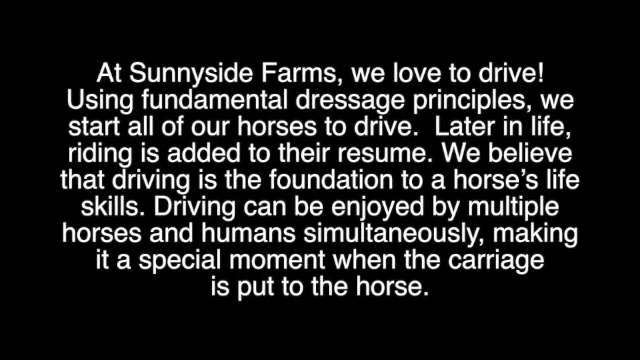 At Sunnyside Farms, we love to drive!
Using fundamental dressage principles, we
start all of our horses to drive.  Later in life,
riding is added to their resume. We believe
that driving is the foundation to a horse's life
skills. Driving can be enjoyed by multiple
horses and humans simultaneously, making
it a special moment when the carriage
is put to the horse.